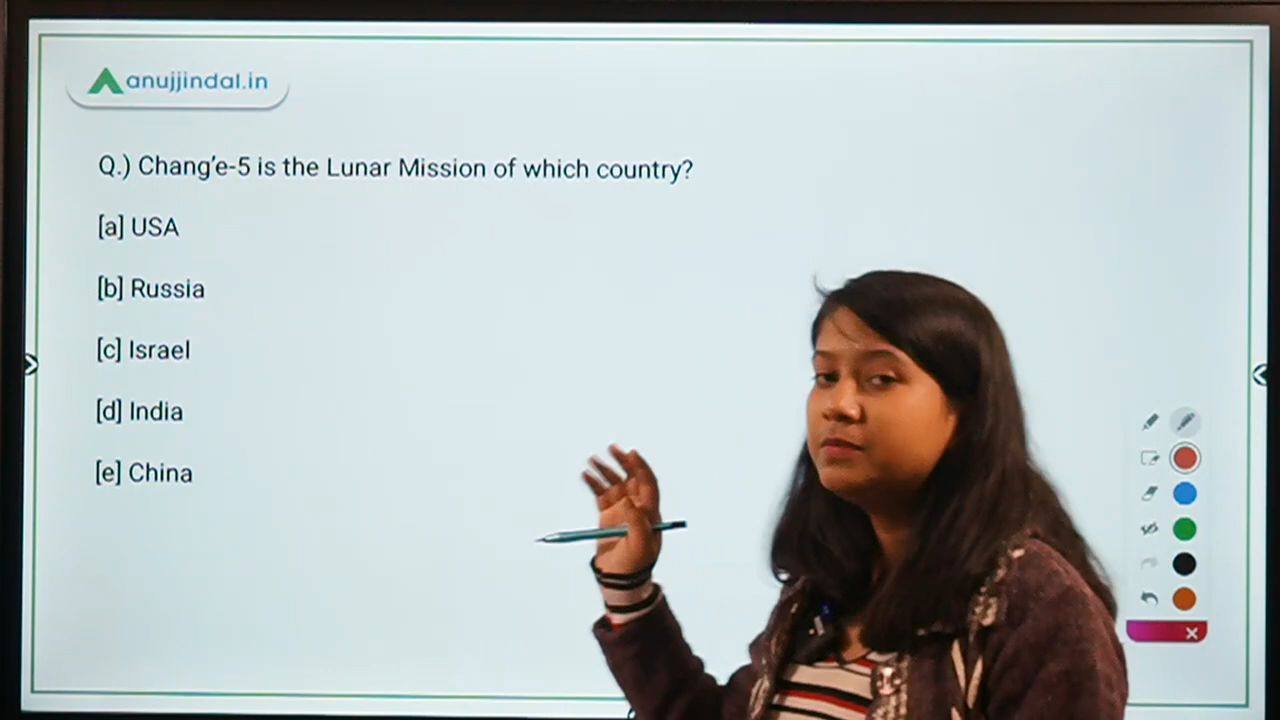 anujjindal.in
Q.) Chang’e-5 is the Lunar Mission of which country?
[a] USA
[b] Russia
[c] Israel
[d] India
[e] China